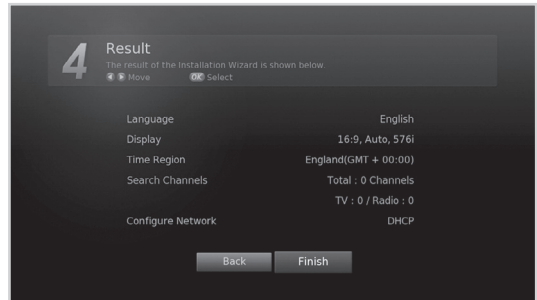 4 Result
The result of the Installation Wizard is shown below.
Move OK Select
Language English
Display 16:9, Auto, 576i
Time Region England(GMT + 00:00)
Search Channels Total : 0 Channels
TV : 0 / Radio : 0
Configure Network DHCP
Back Finish